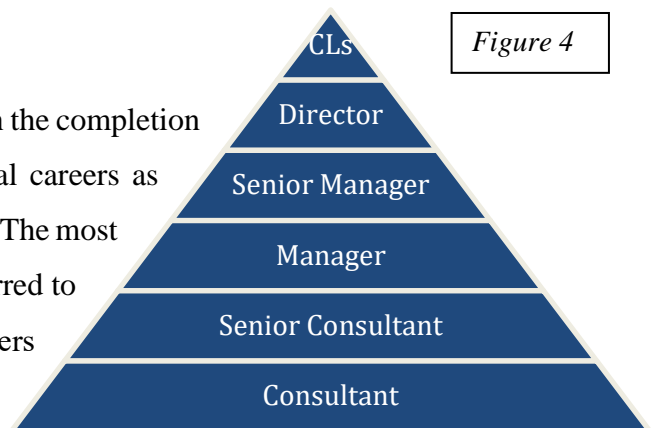 CLs
Figure 4
Director
Senior Manager
Manager
Senior Consultant
Consultant
the completion
al careers as
The most
red to
ers